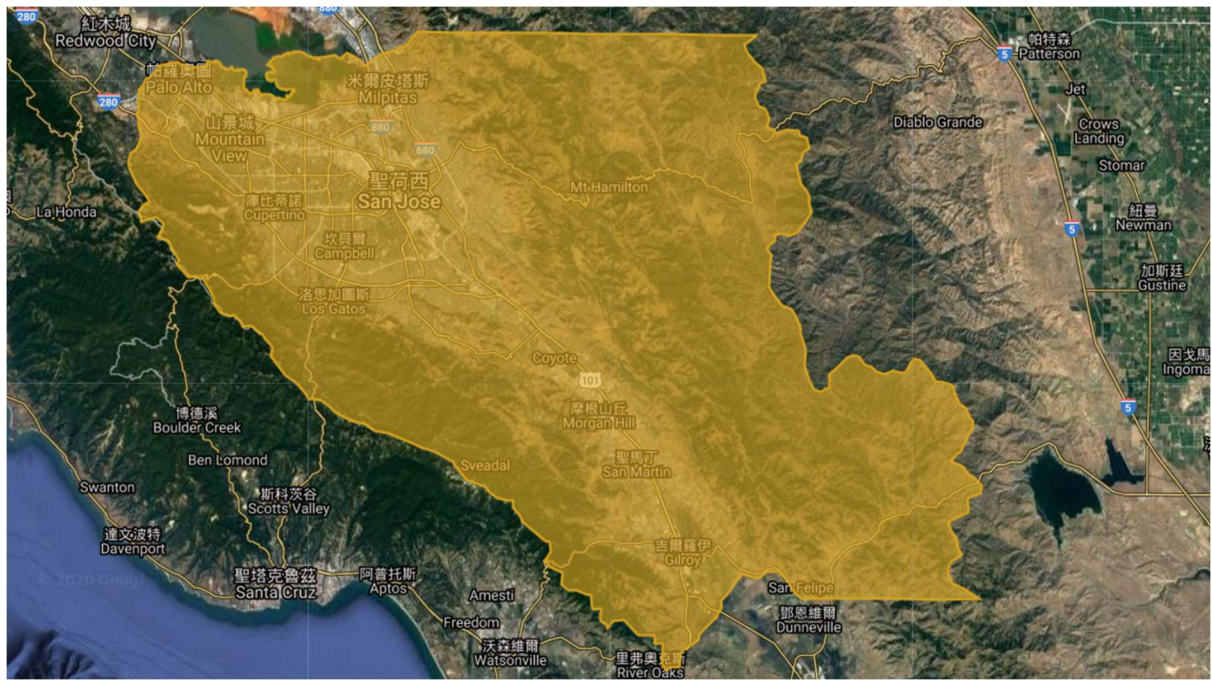 280
880
紅木城
Redwood City
帕特森
5
Patterson
帕羅奧圖
Palo Alto
米爾皮塔斯
Milpitas
Jet
280
山景城
Mountain
View
880
Diablo Grande
Crows
Landing
680
Stomar
聖荷西
San Jose
Mt Hamilton
庫比蒂諾
Cupertino
La Honda
紐曼
Newman
5
坎貝爾
Campbell
加斯廷
Gustine
洛思加圖斯
Los Gatos
Coyote
因戈馬
Ingoma
101
摩根山丘
Morgan Hill
5
博德溪
Boulder Creek
Ben Lomond
Sveadal
聖馬丁
San Martin
Swanton
斯科茨谷
Scotts Valley
達文波特
Davenport
吉爾羅伊
Gilroy
© 2020 Googl
聖塔克魯茲
Santa Cruz
阿普托斯
Aptos
Amesti
San Felipe
Freedom
鄧恩維爾
Dunneville
沃森維爾
Watsonville
里弗奧克斯
River Oaks